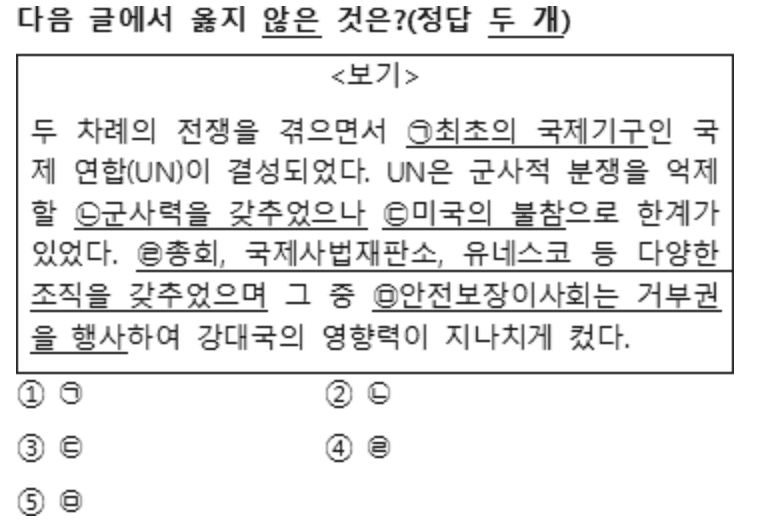 다음 글에서 옳지 않은 것은?(정답 두 개)
<보기>
두 차례의 전쟁을 겪으면서 ㉠최초의 국제기구인 국
제 연합(UN)이 결성되었다. UN은 군사적 분쟁을 억제
할 ㉡군사력을 갖추었으나 ㉢미국의 불참으로 한계가
있었다. ㉣총회, 국제사법재판소, 유네스코 등 다양한
조직을 갖추었으며 그 중 ㉤안전보장이사회는 거부권
을 행사하여 강대국의 영향력이 지나치게 컸다.
① ㉠ ② ㉡
③ ㉢ ④ ㉣
⑤ ㉤